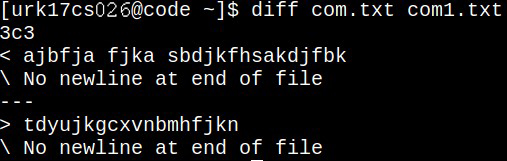 [urk17cs026@code ~]$ diff com.txt com1.txt
3c3
< ajbfja fjka sbdjkfhsakdjfbk
\ No newline at end of file
---
> tdyujkgcxvnbmhfjkn
\ No newline at end of file